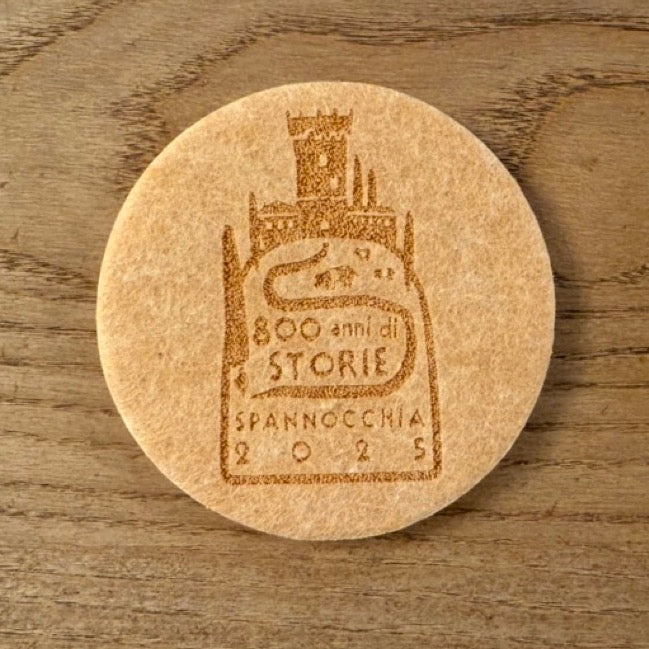 800 anni di
STORIE
SPANNOCCHIA
2025